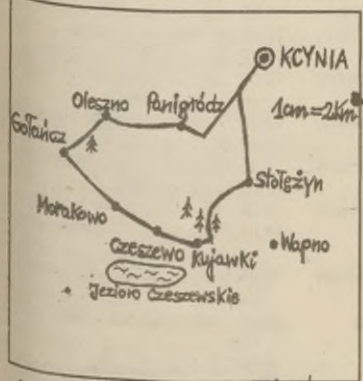 KCYNIA
Oleszno
Panigródz
1cm=2km
Gołańcz
Stołężyn
Morakowo
Czeszewo
Kujawki
Wapno
Jezioro Czeszewskie